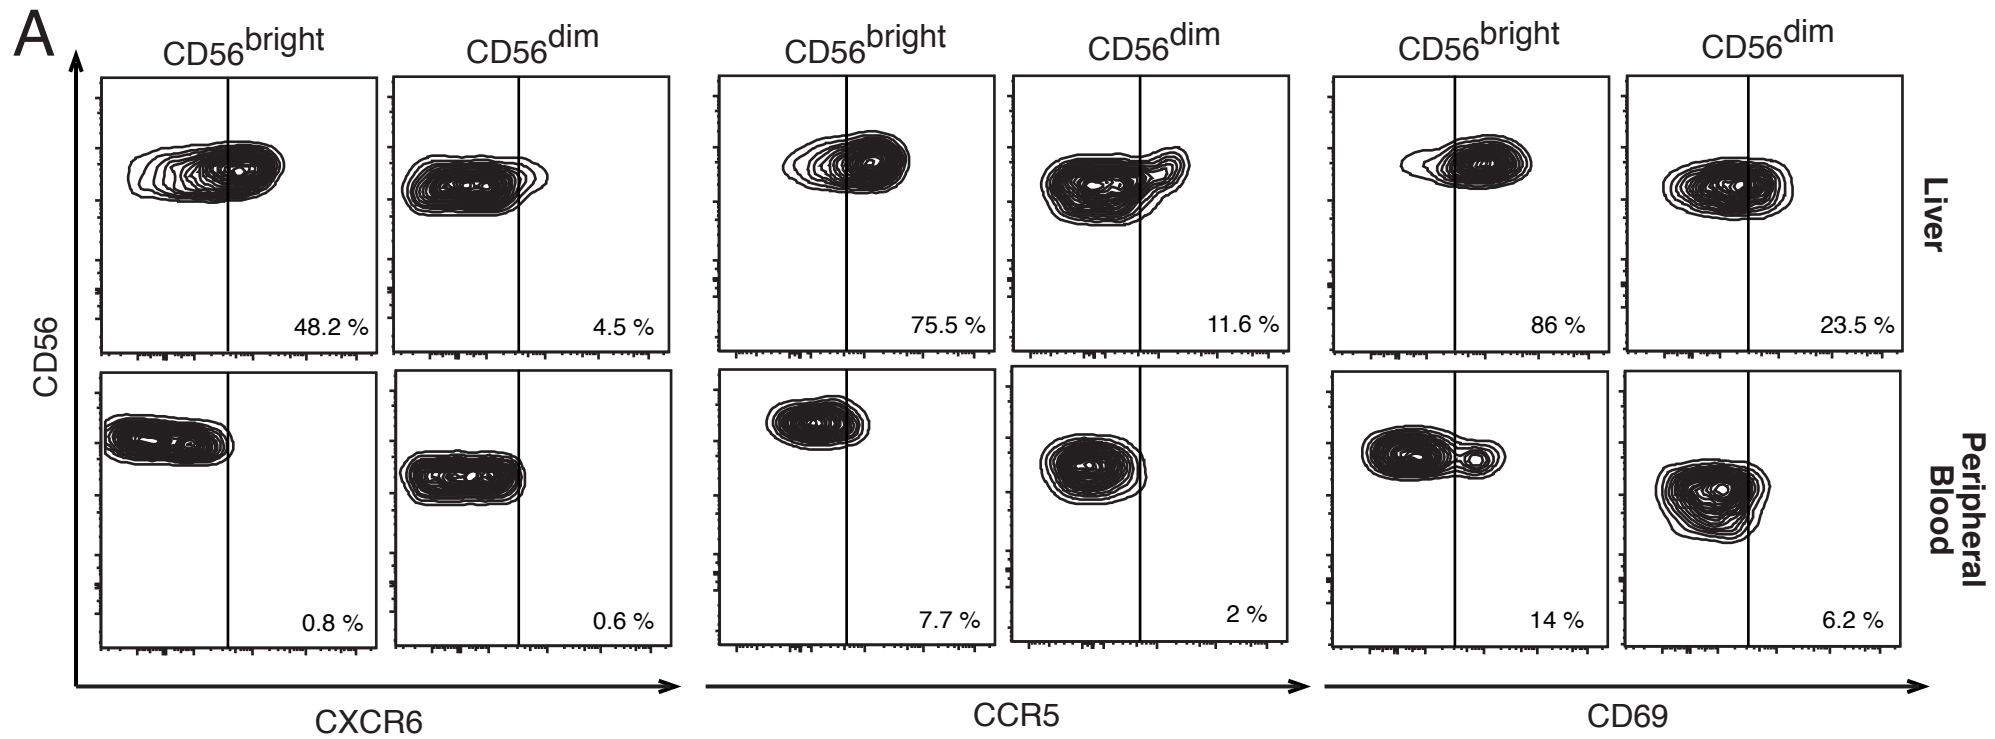 A
CD56bright
CD56dim
CD56bright
CD56dim
CD56bright
CD56dim
48.2 %
4.5 %
75.5 %
11.6 %
86 %
23.5 %
Liver
CD56
0.8 %
0.6 %
7.7 %
2 %
14 %
6.2 %
Peripheral
Blood
CXCR6
CCR5
CD69